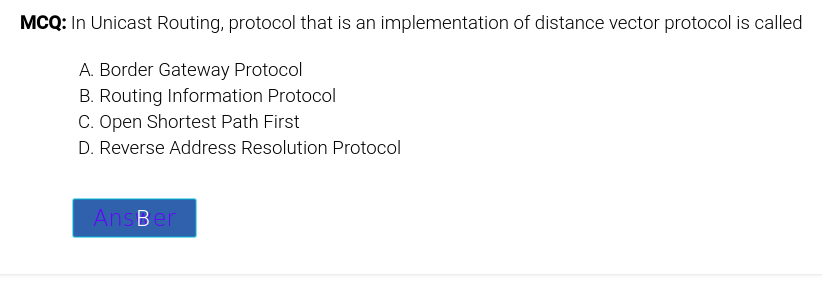 MCQ: In Unicast Routing, protocol that is an implementation of distance vector protocol is called
A. Border Gateway Protocol
B. Routing Information Protocol
C. Open Shortest Path First
D. Reverse Address Resolution Protocol
Answer B